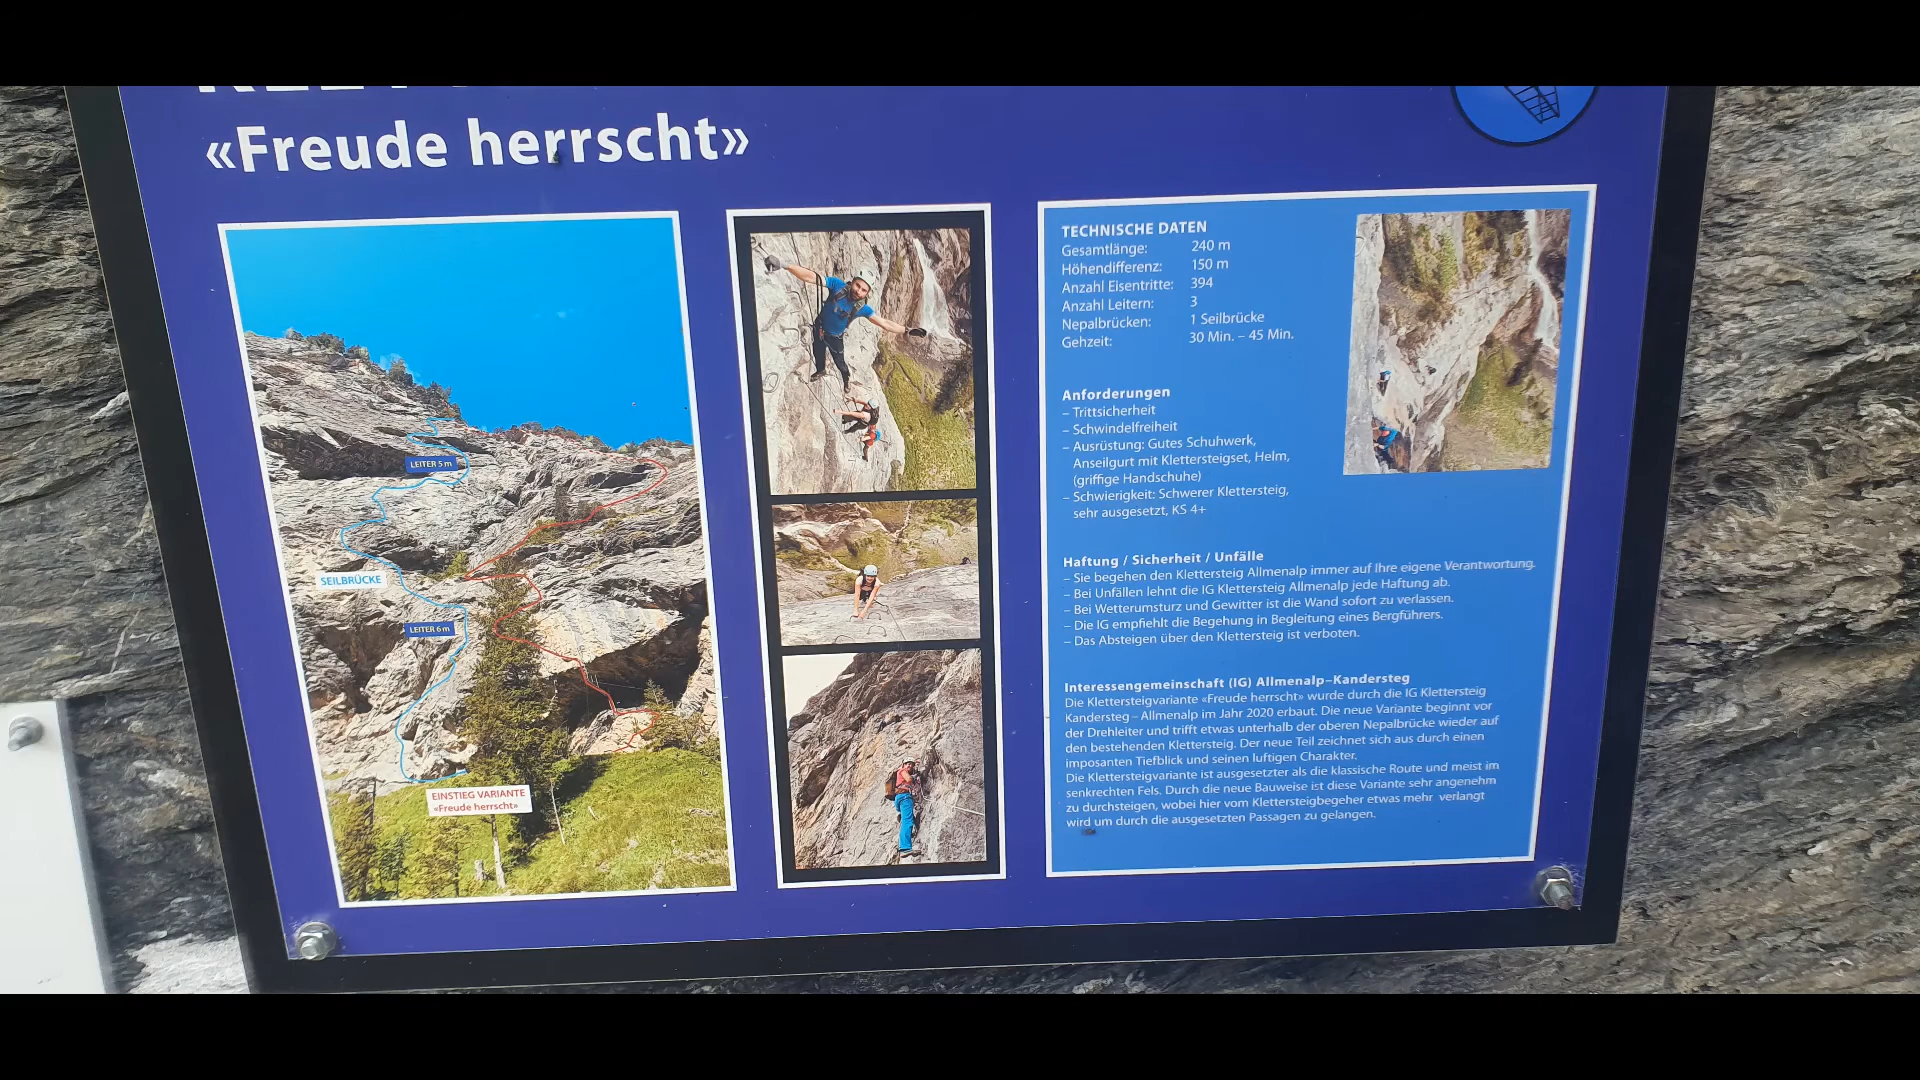 «Freude herrscht»
LEITER 5 m
SEILBRÜCKE
LEITER 6 m
EINSTIEG VARIANTE
«Freude herrscht»
TECHNISCHE DATEN
Gesamtlänge: 240 m
Höhendifferenz: 150 m
Anzahl Eisentritte: 394
Anzahl Leitern: 3
Nepalbrücken: 1 Seilbrücke
Gehzeit: 30 Min. – 45 Min.
Anforderungen
– Trittsicherheit
– Schwindelfreiheit
– Ausrüstung: Gutes Schuhwerk,
Anseilgurt mit Klettersteigset, Helm,
(griffige Handschuhe)
– Schwierigkeit: Schwerer Klettersteig,
sehr ausgesetzt, KS 4+
Haftung / Sicherheit / Unfälle
– Sie begehen den Klettersteig Allmenalp immer auf Ihre eigene Verantwortung.
– Bei Unfällen lehnt die IG Klettersteig Allmenalp jede Haftung ab.
– Bei Wetterumsturz und Gewitter ist die Wand sofort zu verlassen.
– Die IG empfiehlt die Begehung in Begleitung eines Bergführers.
– Das Absteigen über den Klettersteig ist verboten.
Interessengemeinschaft (IG) Allmenalp–Kandersteg
Die Klettersteigvariante «Freude herrscht» wurde durch die IG Klettersteig
Kandersteg – Allmenalp im Jahr 2020 erbaut. Die neue Variante beginnt vor
der Drehleiter und trifft etwas unterhalb der oberen Nepalbrücke wieder auf
den bestehenden Klettersteig. Der neue Teil zeichnet sich aus durch einen
imposanten Tiefblick und seinen luftigen Charakter.
Die Klettersteigvariante ist ausgesetzter als die klassische Route und meist im
senkrechten Fels. Durch die neue Bauweise ist diese Variante sehr angenehm
zu durchsteigen, wobei hier vom Klettersteigbegeher etwas mehr verlangt
wird um durch die ausgesetzten Passagen zu gelangen.